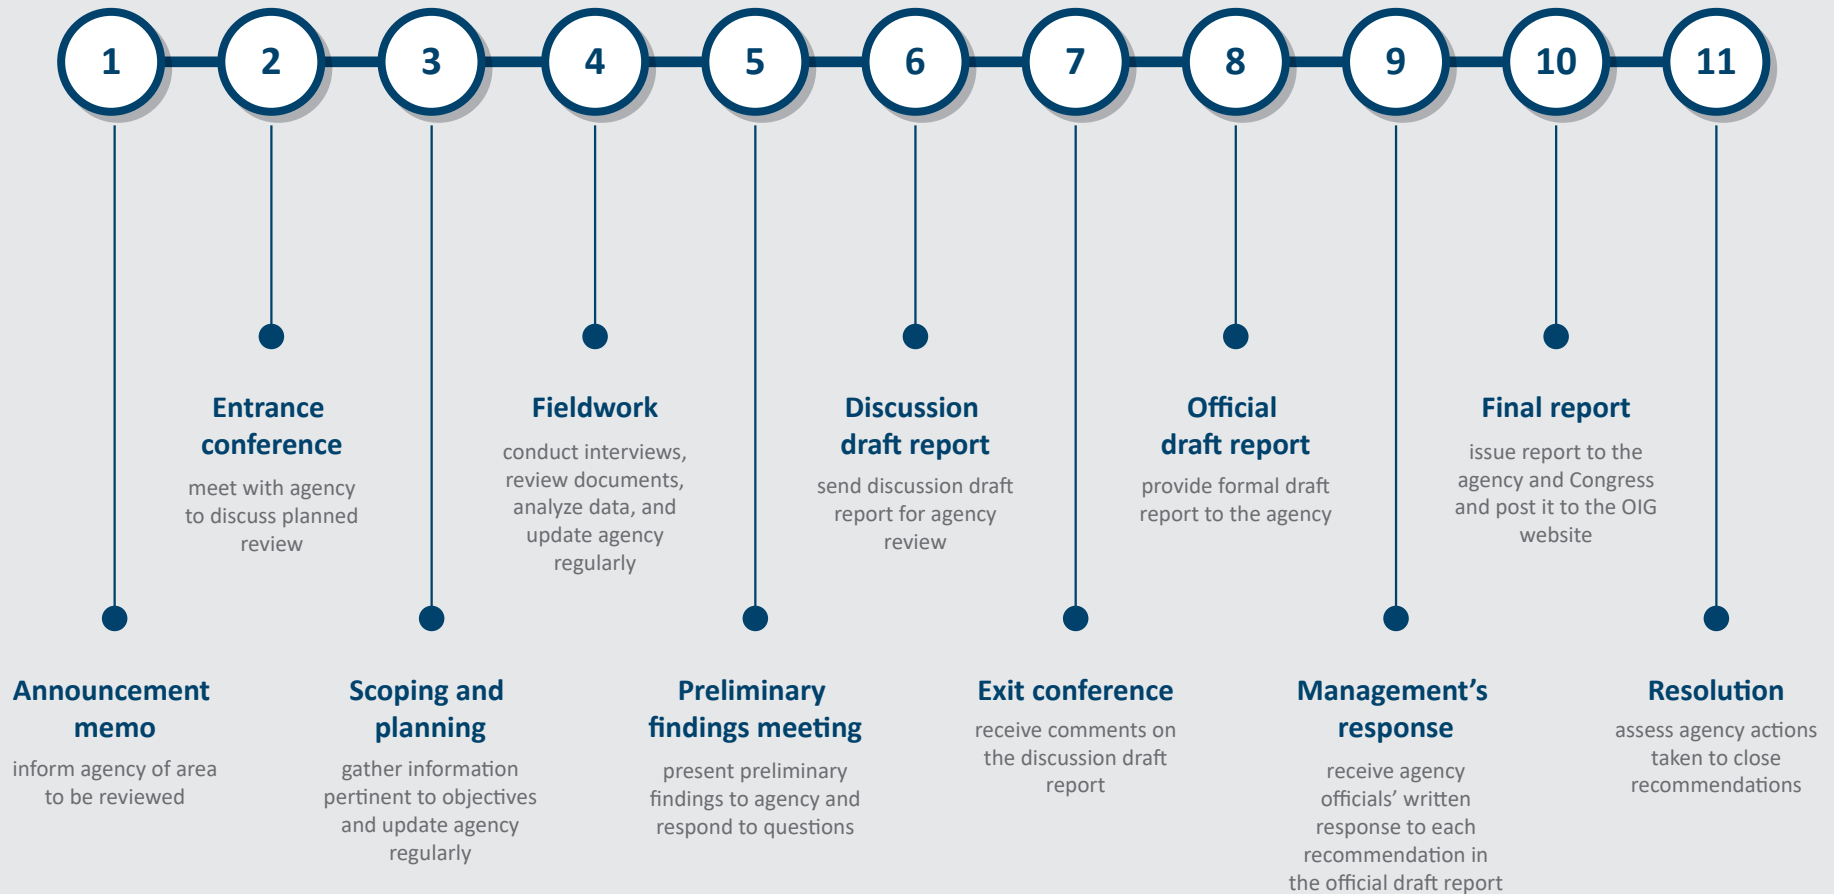 1
2
3
4
5
6
7
8
9
10
11
Entrance
conference
meet with agency
to discuss planned
review
Fieldwork
conduct interviews,
review documents,
analyze data, and
update agency
regularly
Discussion
draft report
send discussion draft
report for agency
review
Official
draft report
provide formal draft
report to the agency
Final report
issue report to the
agency and Congress
and post it to the OIG
website
Announcement
memo
inform agency of area
to be reviewed
Scoping and
planning
gather information
pertinent to objectives
and update agency
regularly
Preliminary
findings meeting
present preliminary
findings to agency and
respond to questions
Exit conference
receive comments on
the discussion draft
report
Management’s
response
receive agency
officials’ written
response to each
recommendation in
the official draft report
Resolution
assess agency actions
taken to close
recommendations